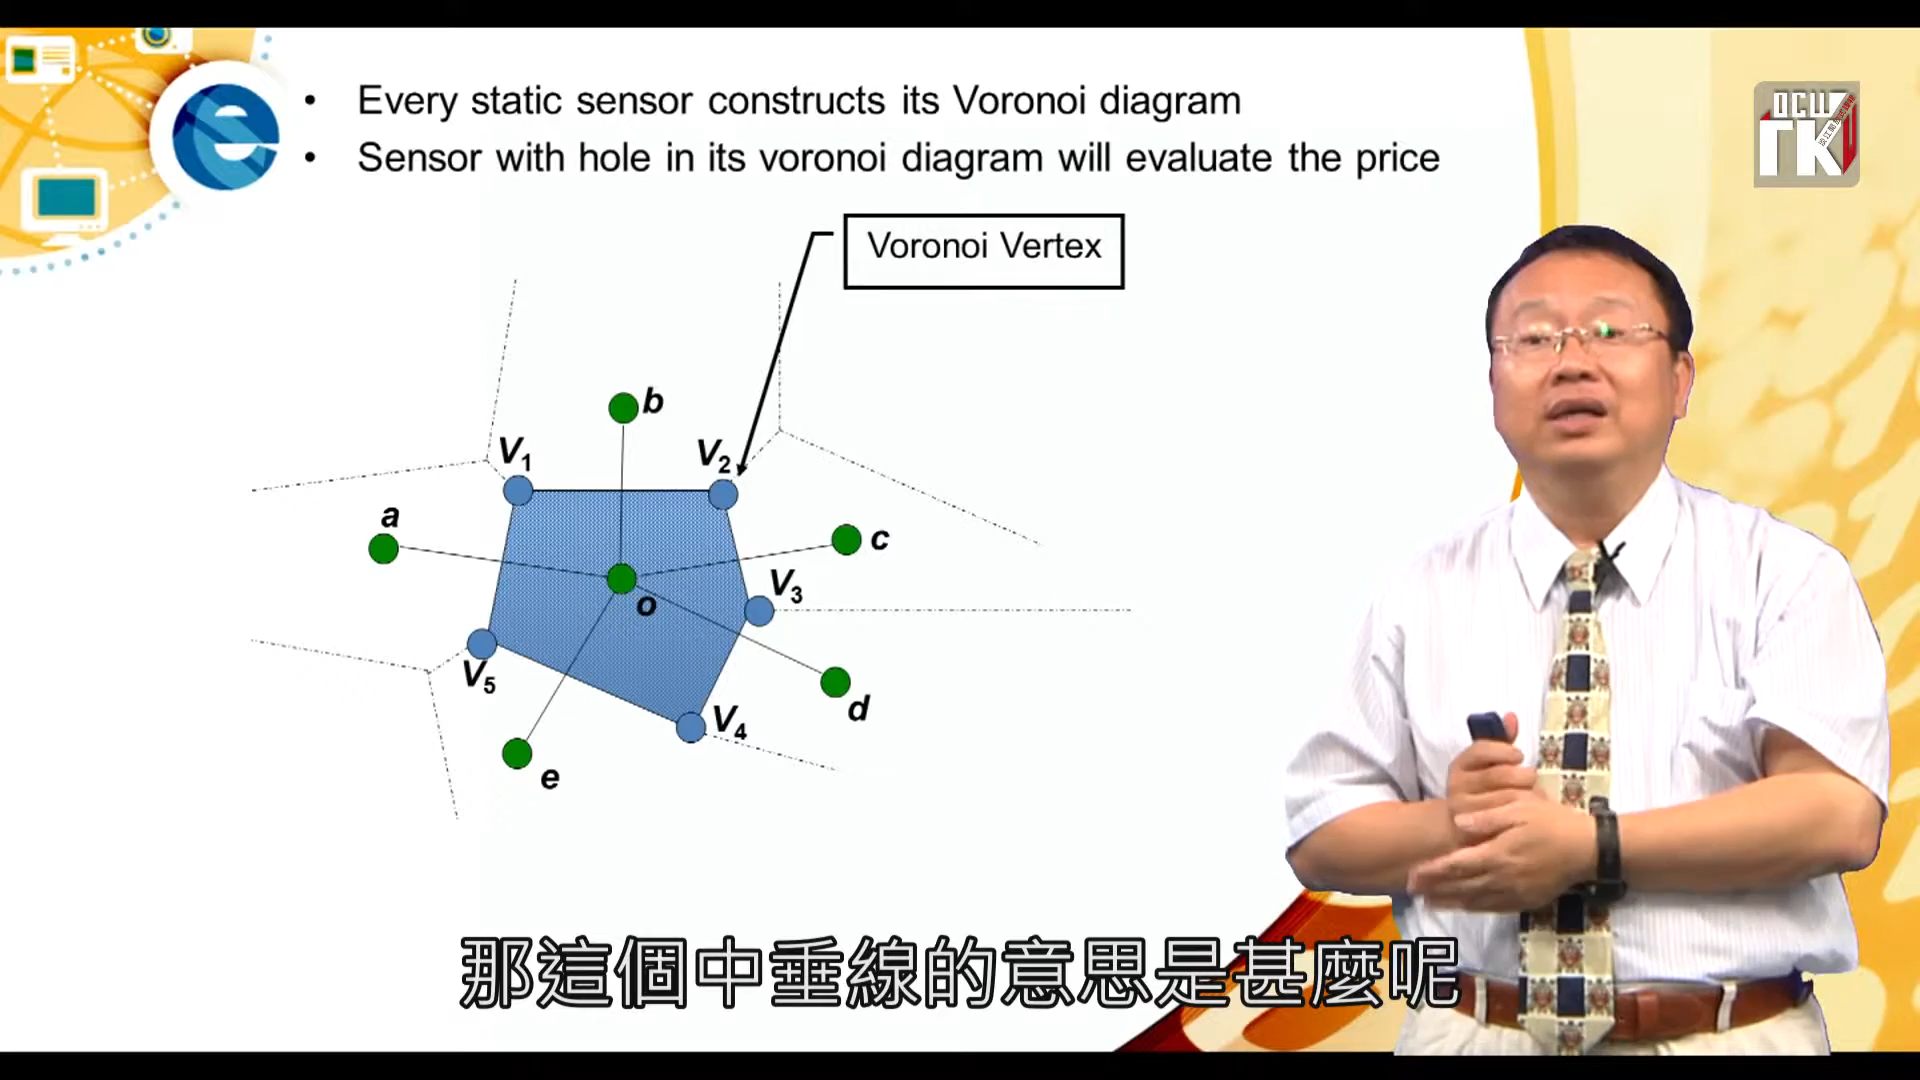 • Every static sensor constructs its Voronoi diagram
• Sensor with hole in its voronoi diagram will evaluate the price
Voronoi Vertex
b
V1
V2
a
c
V3
o
V5
V4
d
e
OCW
TKU
那這個中垂線的意思是甚麼呢